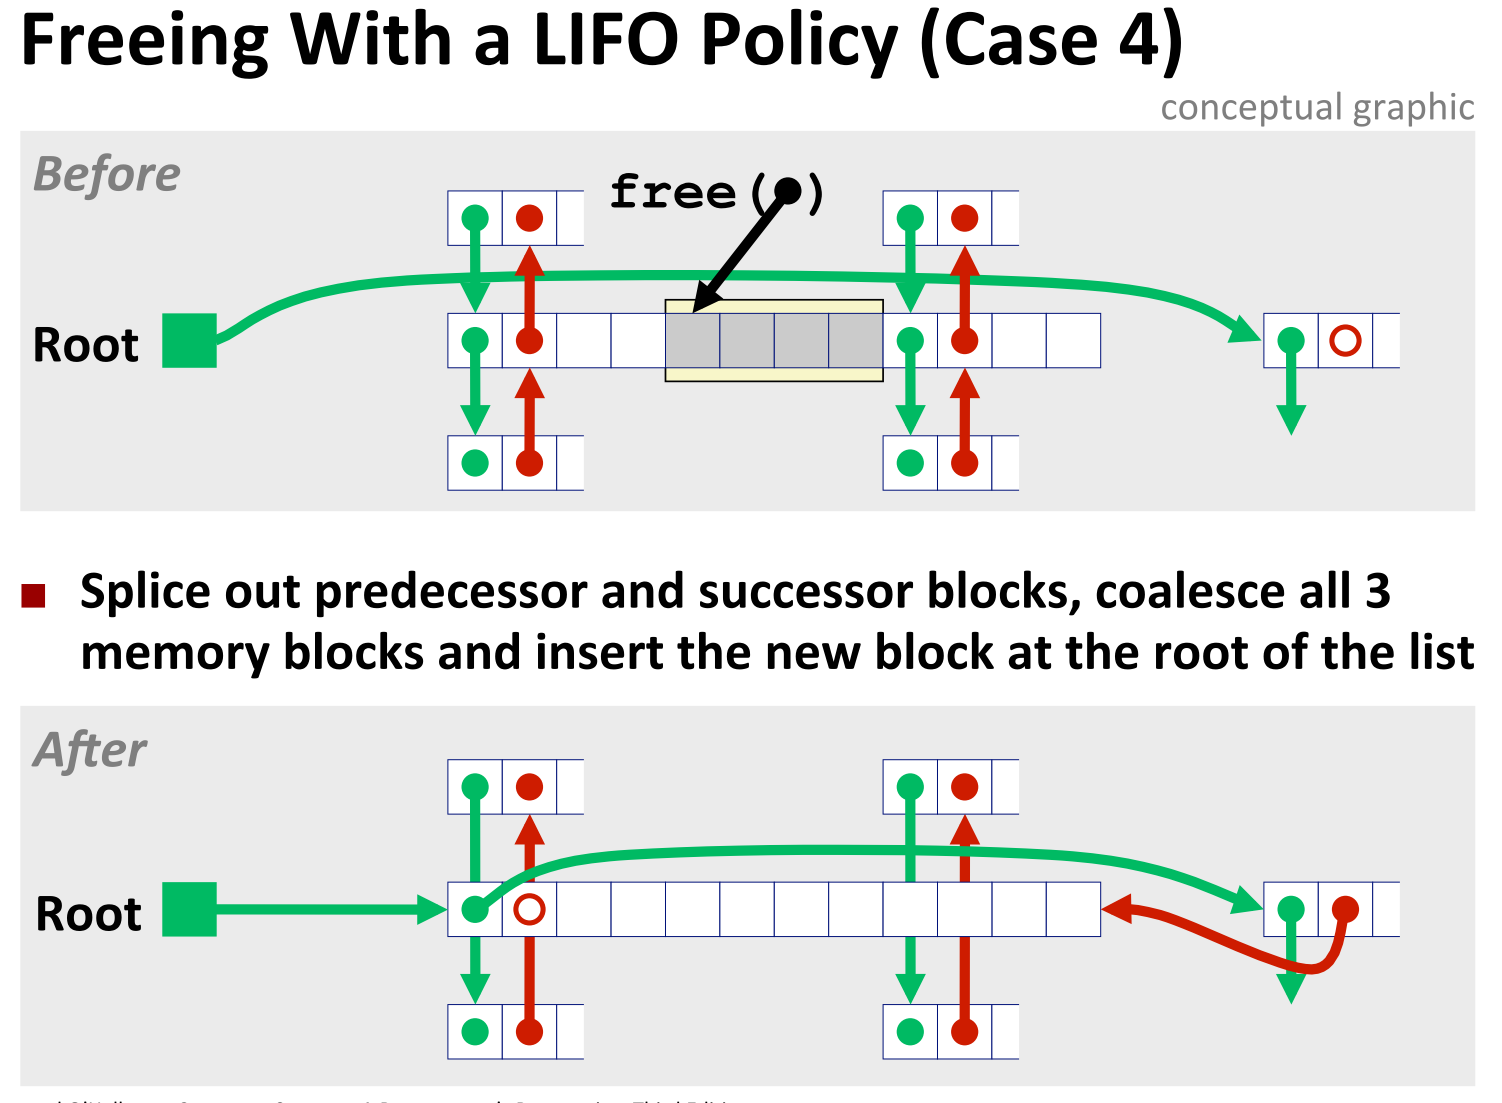 Freeing With a LIFO Policy (Case 4)
conceptual graphic
Before
free( )
Root
Splice out predecessor and successor blocks, coalesce all 3
memory blocks and insert the new block at the root of the list
After
Root